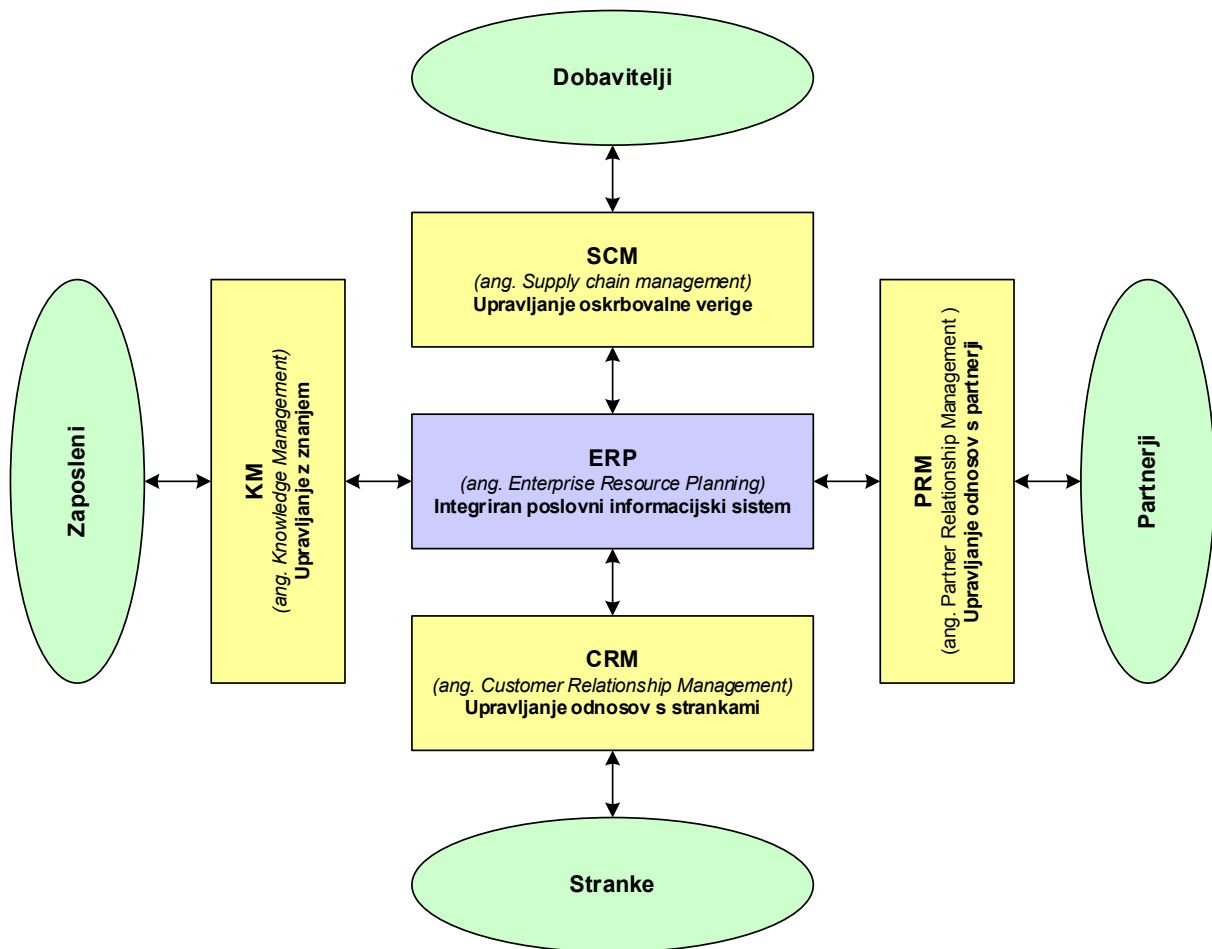 Dobavitelji
SCM
(ang. Supply chain management)
Upravljanje oskrbovalne verige
Zaposleni
KM
(ang. Knowledge Management)
Upravljanje z znanjem
ERP
(ang. Enterprise Resource Planning)
Integriran poslovni informacijski sistem
PRM
(ang. Partner Relationship Management )
Upravljanje odnosov s partnerji
Partnerji
CRM
(ang. Customer Relationship Management)
Upravljanje odnosov s strankami
Stranke